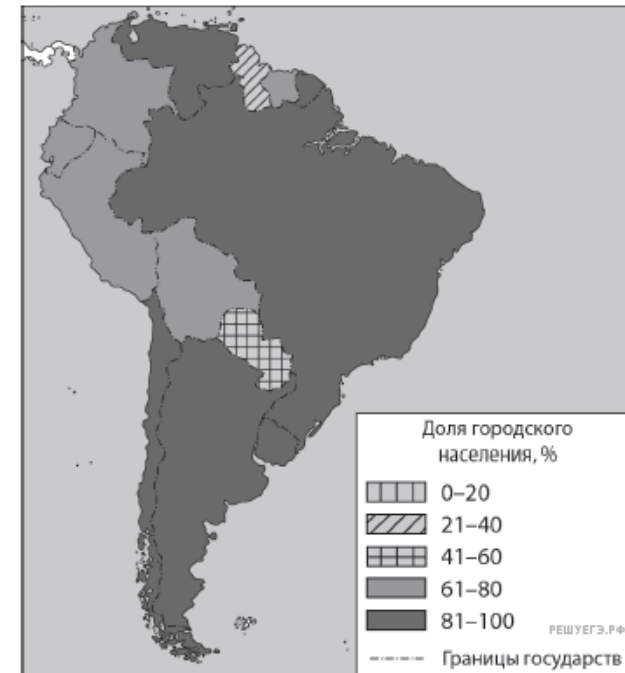 Доля городского
населения, %
0–20
21–40
41–60
61–80
81–100
РЕШУЕГЭ.РФ
Границы государств